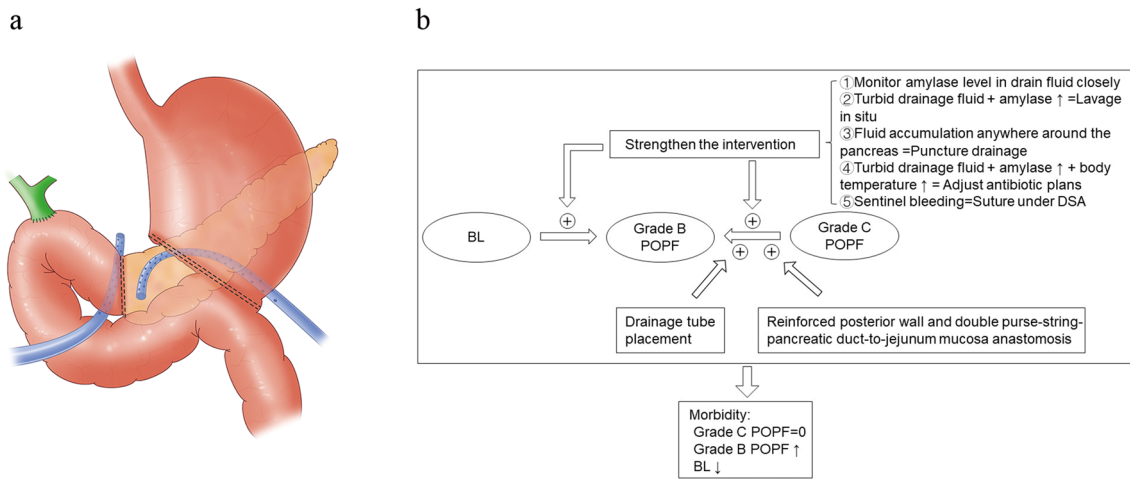 a
b
①Monitor amylase level in drain fluid closely
②Turbid drainage fluid + amylase ↑ =Lavage
in situ
③Fluid accumulation anywhere around the
pancreas =Puncture drainage
④Turbid drainage fluid + amylase ↑ + body
temperature ↑ = Adjust antibiotic plans
⑤Sentinel bleeding=Suture under DSA
Strengthen the intervention
BL
+
Grade B
POPF
+
+
+
Grade C
POPF
Drainage tube
placement
Reinforced posterior wall and double purse-string-
pancreatic duct-to-jejunum mucosa anastomosis
Morbidity:
Grade C POPF=0
Grade B POPF ↑
BL ↓